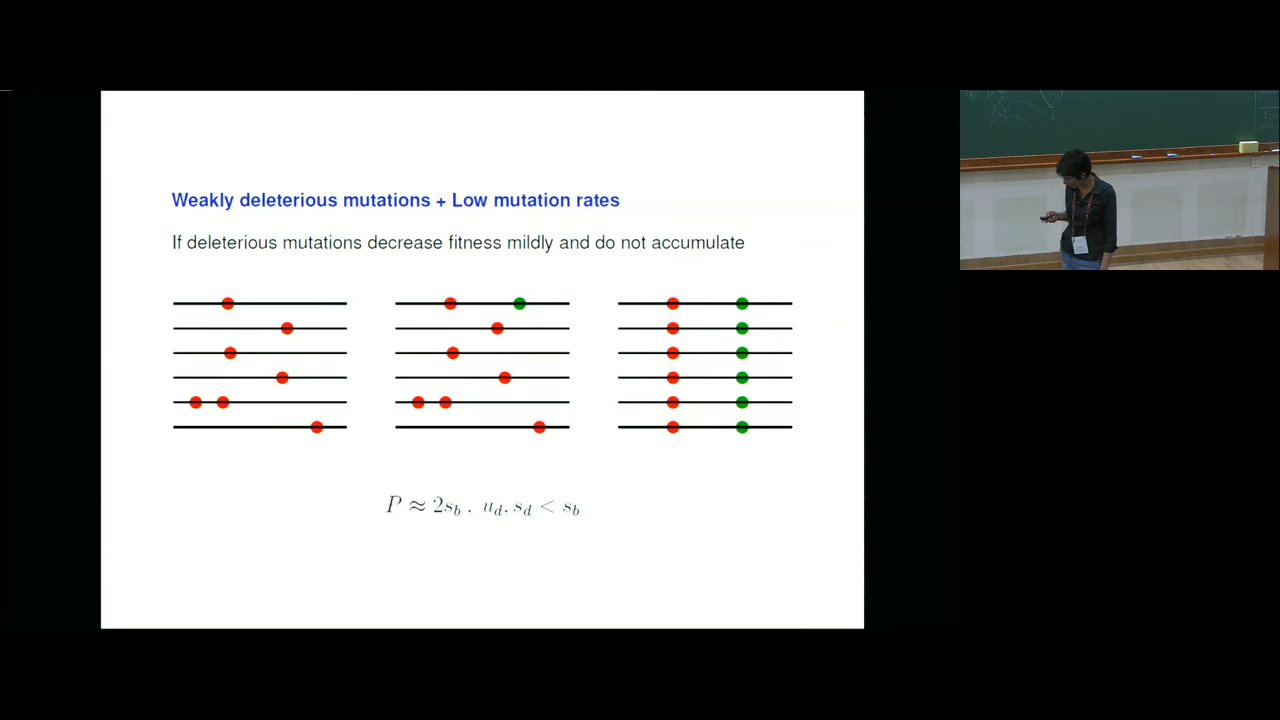 Weakly deleterious mutations + Low mutation rates
If deleterious mutations decrease fitness mildly and do not accumulate
P ≈ 2s_b , u_d, s_d < s_b